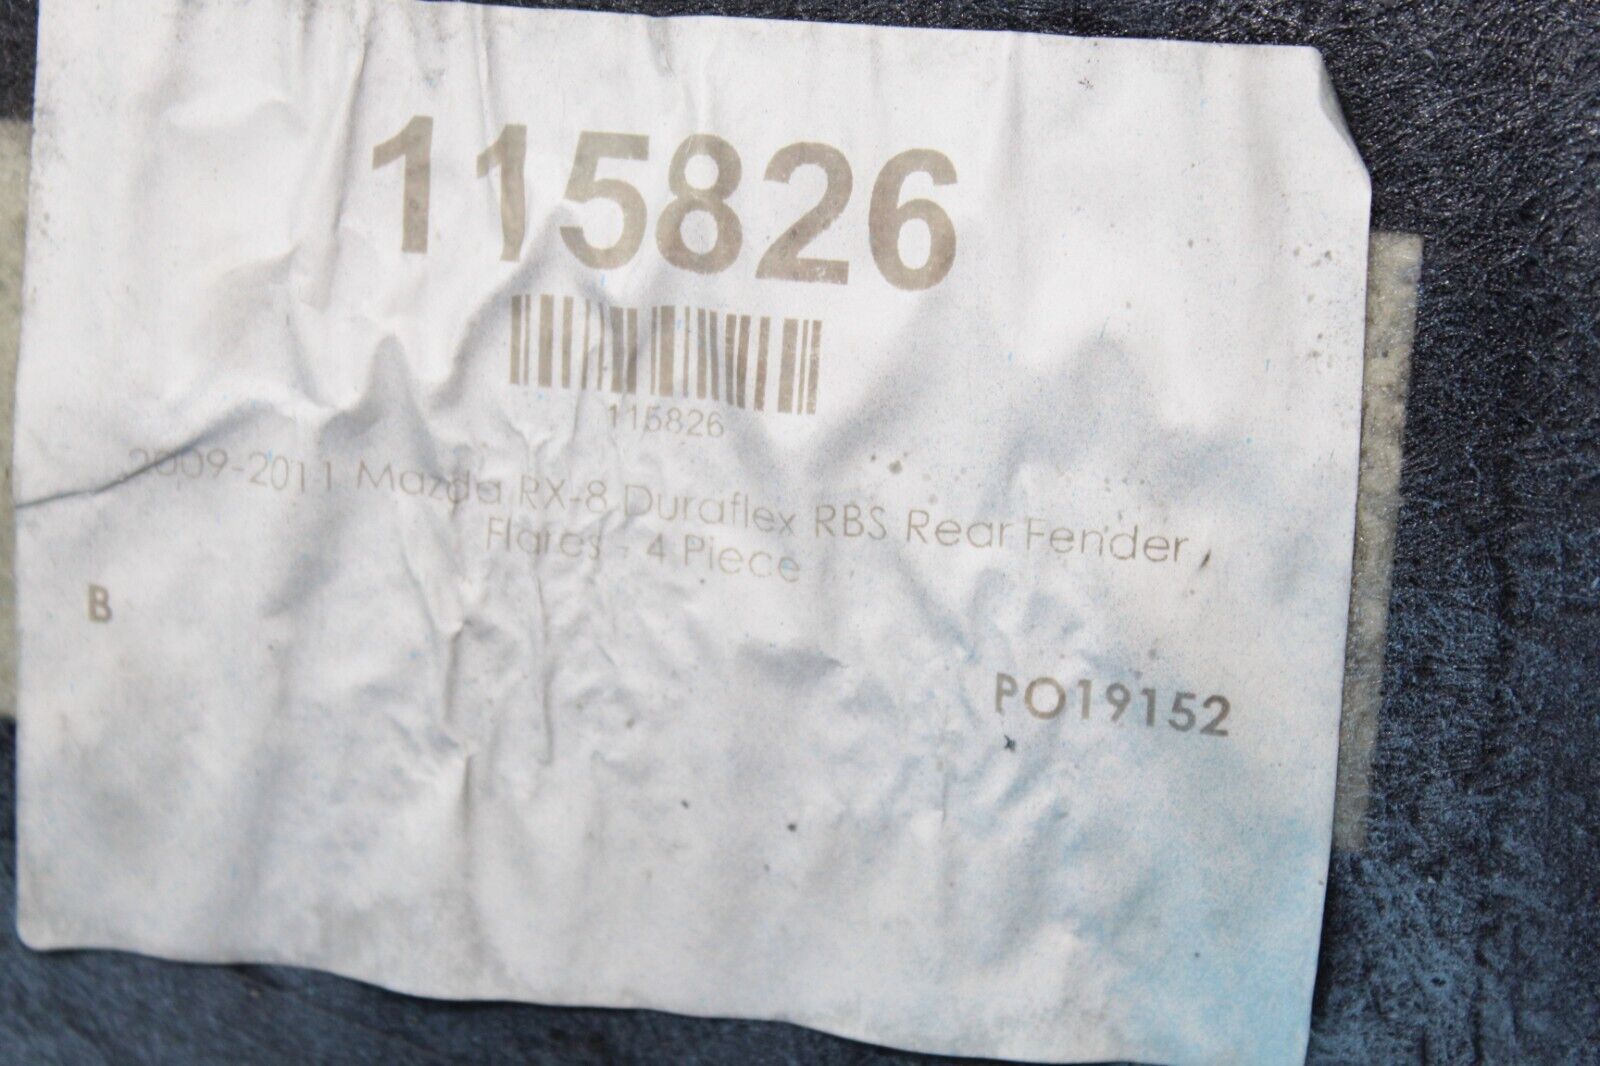 115826
115826
2009-2011 Mazda RX-8 Duraflex RBS Rear Fender
Flares - 4 Piece
B
PO19152